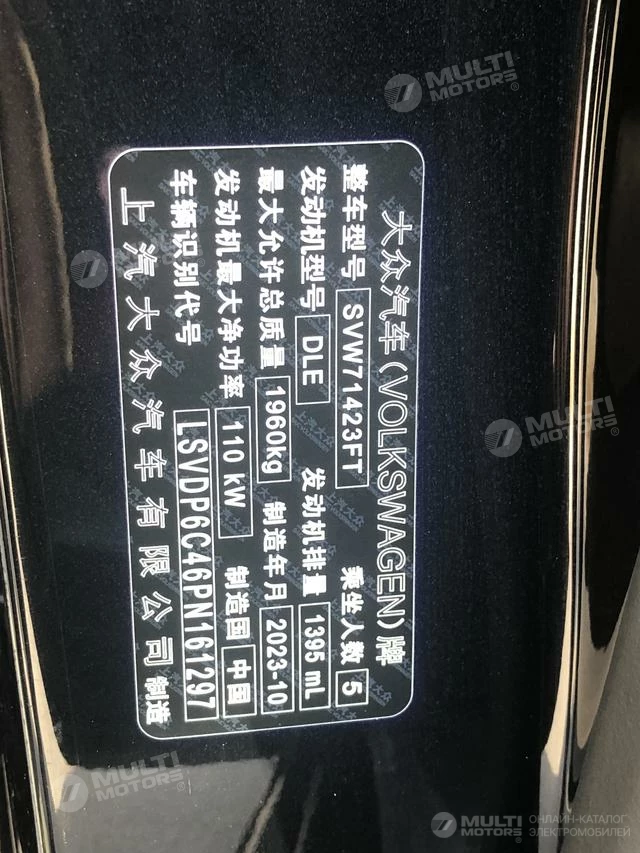 大众汽车(VOLKSWAGEN)牌
整车型号 SVW71423FT 乘坐人数 5
发动机型号 DLE 发动机排量 1395 mL
最大允许总质量 1960kg 制造年月 2023-10
发动机最大净功率 110 kW 制造国 中国
车辆识别代号 LSVDP6C46PN161297
上汽大众汽车有限公司制造
MULTI
MOTORS®
MULTI
MOTORS®
MULTI
MOTORS®
MULTI
MOTORS®
ОНЛАЙН-КАТАЛОГ
ЭЛЕКТРОМОБИЛЕЙ